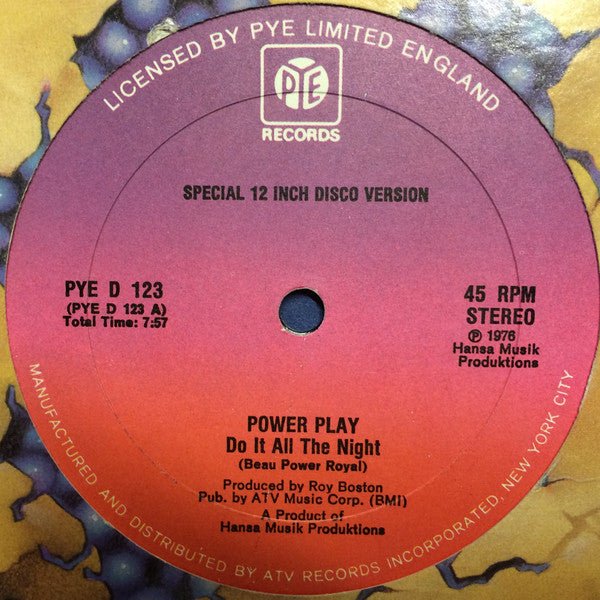 LICENSED BY PYE LIMITED ENGLAND
PYE
RECORDS
SPECIAL 12 INCH DISCO VERSION
PYE D 123
(PYE D 123 A)
Total Time: 7:57
45 RPM
STEREO
℗ 1976
Hansa Musik
Produktions
POWER PLAY
Do It All The Night
(Beau Power Royal)
Produced by Roy Boston
Pub. by ATV Music Corp. (BMI)
A Product of
Hansa Musik Produktions
MANUFACTURED AND DISTRIBUTED BY ATV RECORDS INCORPORATED, NEW YORK CITY